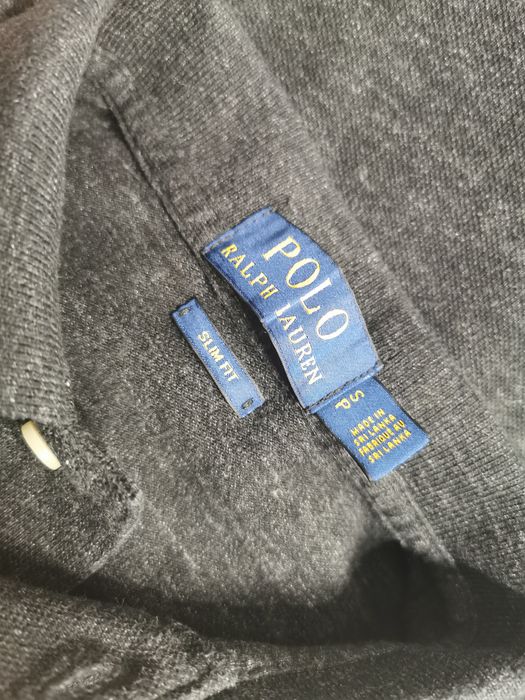 POLO
RALPH LAUREN
SLIM FIT
S P
MADE IN
SRI LANKA
FABRIQUÉ AU
SRI LANKA